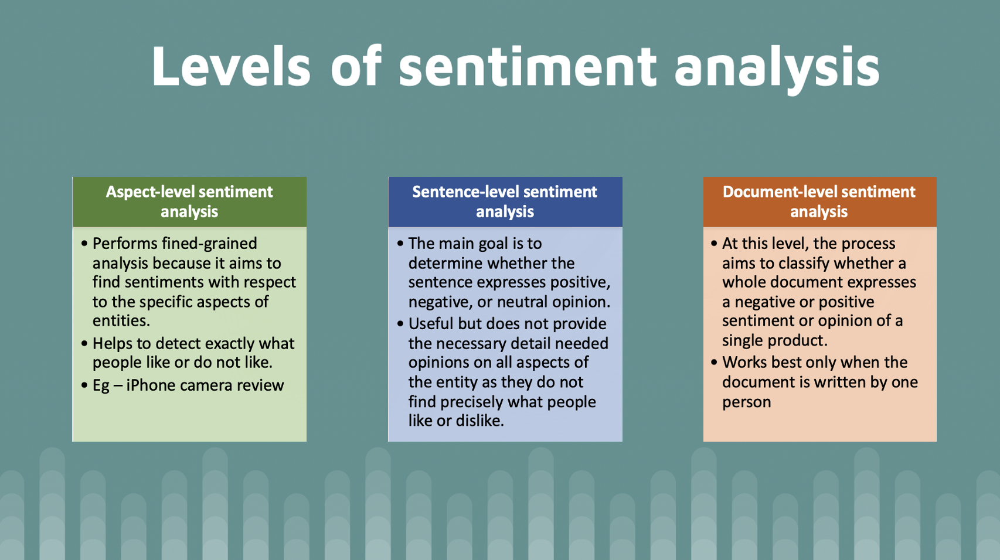 Levels of sentiment analysis
Aspect-level sentiment
analysis
• Performs fined-grained
analysis because it aims to
find sentiments with respect
to the specific aspects of
entities.
• Helps to detect exactly what
people like or do not like.
• Eg – iPhone camera review
Sentence-level sentiment
analysis
• The main goal is to
determine whether the
sentence expresses positive,
negative, or neutral opinion.
• Useful but does not provide
the necessary detail needed
opinions on all aspects of
the entity as they do not
find precisely what people
like or dislike.
Document-level sentiment
analysis
• At this level, the process
aims to classify whether a
whole document expresses
a negative or positive
sentiment or opinion of a
single product.
• Works best only when the
document is written by one
person